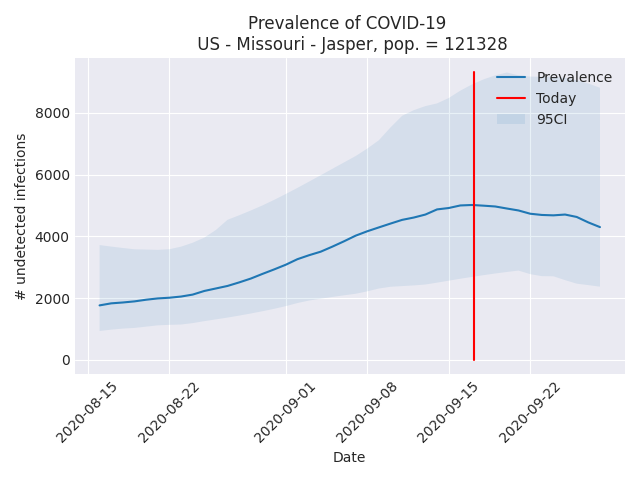 Prevalence of COVID-19
US - Missouri - Jasper, pop. = 121328
Prevalence
Today
95CI
8000
6000
4000
2000
0
# undetected infections
2020-08-15
2020-08-22
2020-09-01
2020-09-08
2020-09-15
2020-09-22
Date